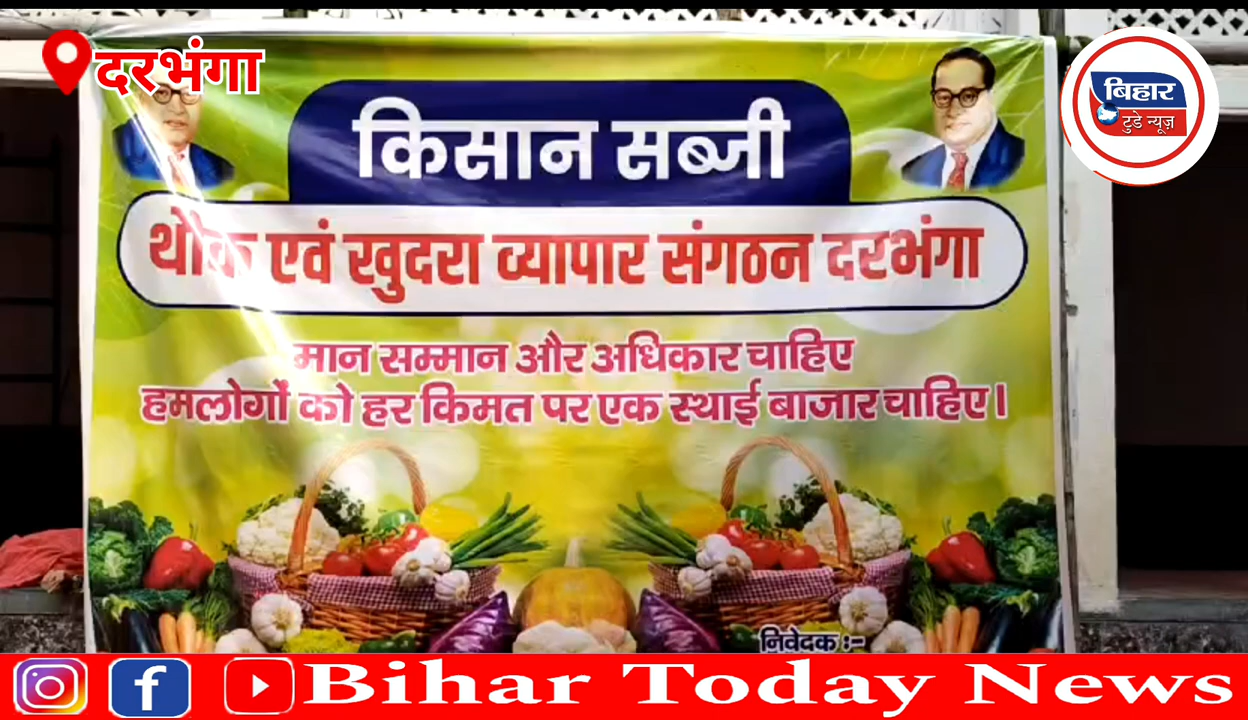 दरभंगा
बिहार
टुडे न्यूज़
किसान सब्जी
थोक एवं खुदरा व्यापार संगठन दरभंगा
मान सम्मान और अधिकार चाहिए
हमलोगों को हर किमत पर एक स्थाई बाजार चाहिए।
निवेदक :-
Bihar Today News